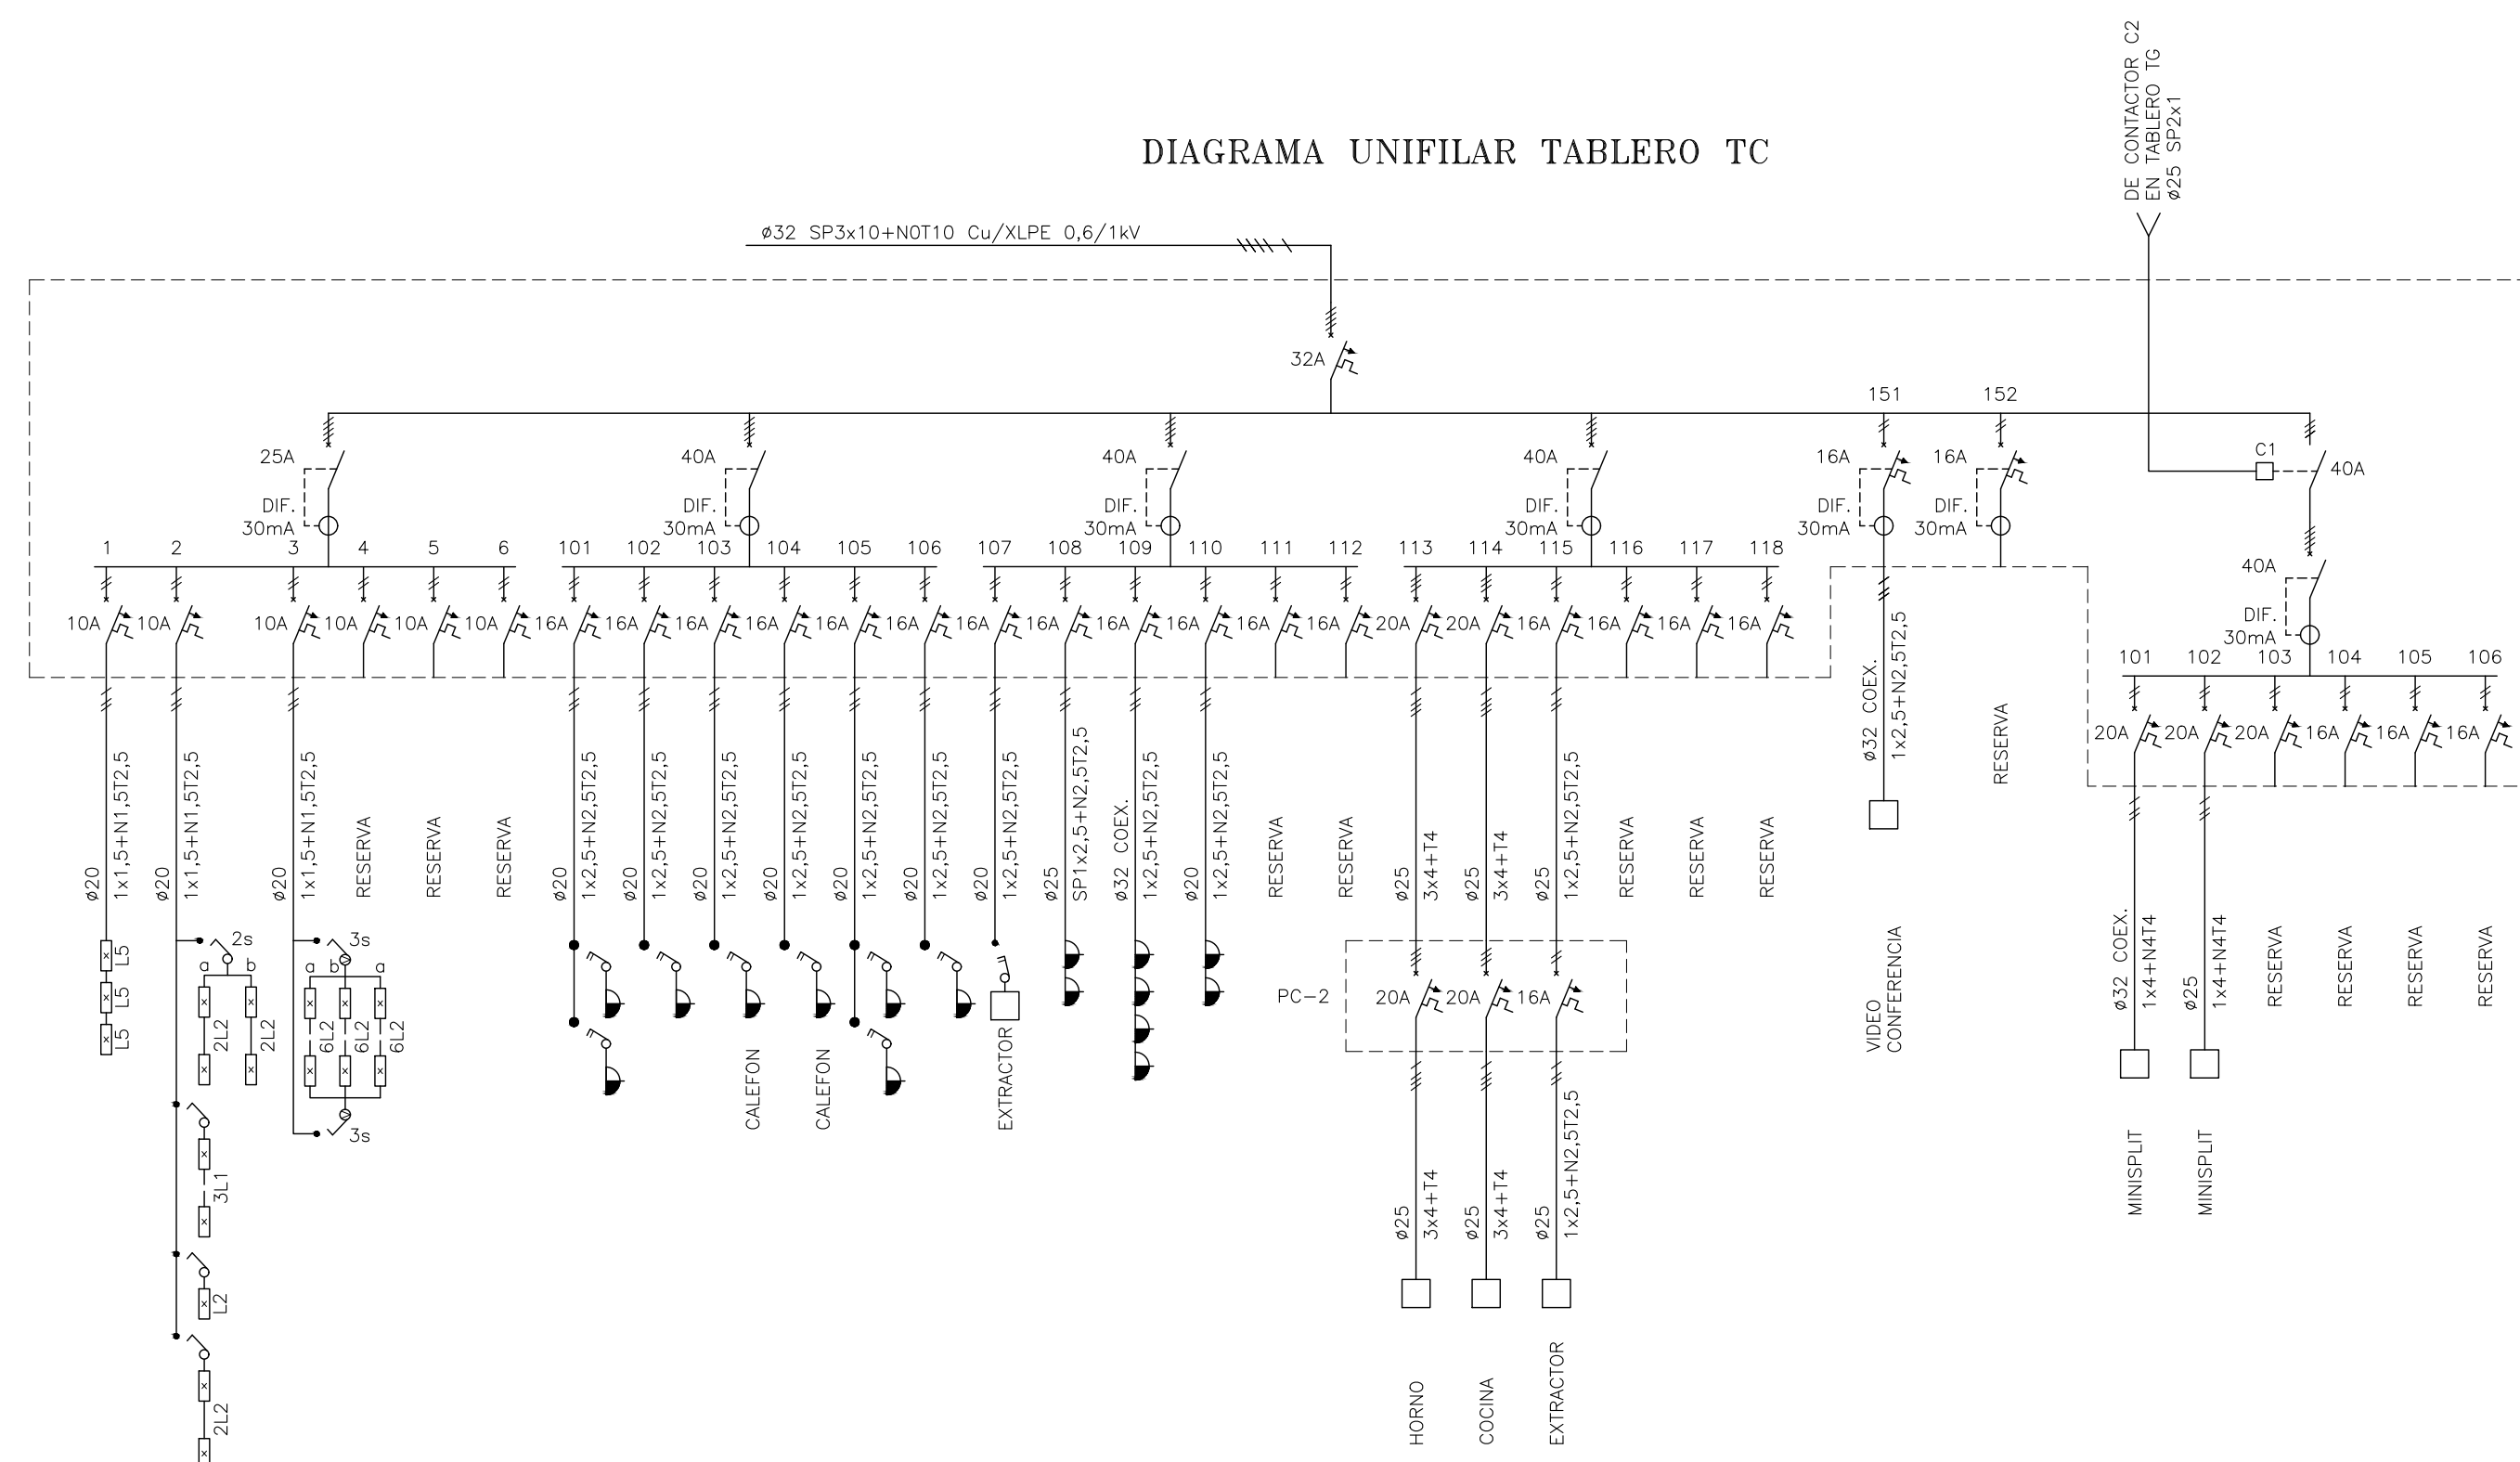 DE CONTACTOR C2
EN TABLERO TG
ø25 SP2x1
DIAGRAMA UNIFILAR TABLERO TC
ø32 SP3x10+N0T10 Cu/XLPE 0,6/1kV
32A
151
152
25A
DIF.
30mA
40A
DIF.
30mA
40A
DIF.
30mA
40A
DIF.
30mA
16A
DIF.
30mA
16A
DIF.
30mA
C1
40A
40A
DIF.
30mA
1 2 3 4 5 6
101 102 103 104 105 106
107 108 109 110 111 112
113 114 115 116 117 118
10A 10A 10A 10A 10A 10A
16A 16A 16A 16A 16A 16A
16A 16A 16A 16A 16A 16A
20A 20A 16A 16A 16A 16A
101 102 103 104 105 106
20A 20A 20A 16A 16A 16A
ø20
1x1,5+N1,5T2,5
ø20
1x1,5+N1,5T2,5
ø20
1x1,5+N1,5T2,5
RESERVA
RESERVA
RESERVA
ø20
1x2,5+N2,5T2,5
ø20
1x2,5+N2,5T2,5
ø20
1x2,5+N2,5T2,5
ø20
1x2,5+N2,5T2,5
ø20
1x2,5+N2,5T2,5
ø20
1x2,5+N2,5T2,5
ø20
1x2,5+N2,5T2,5
ø25
SP1x2,5+N2,5T2,5
ø32 COEX.
1x2,5+N2,5T2,5
ø20
1x2,5+N2,5T2,5
RESERVA
RESERVA
ø25
3x4+T4
ø25
3x4+T4
ø25
1x2,5+N2,5T2,5
RESERVA
RESERVA
RESERVA
ø32 COEX.
1x2,5+N2,5T2,5
RESERVA
ø32 COEX.
1x4+N4T4
ø25
1x4+N4T4
RESERVA
RESERVA
RESERVA
RESERVA
L5
L5
L5
2s
a b
2L2
2L2
3L1
L2
2L2
3s
a b a
6L2
6L2
6L2
3s
CALEFON
CALEFON
EXTRACTOR
PC-2
20A 20A 16A
ø25
3x4+T4
ø25
3x4+T4
ø25
1x2,5+N2,5T2,5
HORNO
COCINA
EXTRACTOR
VIDEO
CONFERENCIA
MINISPLIT
MINISPLIT